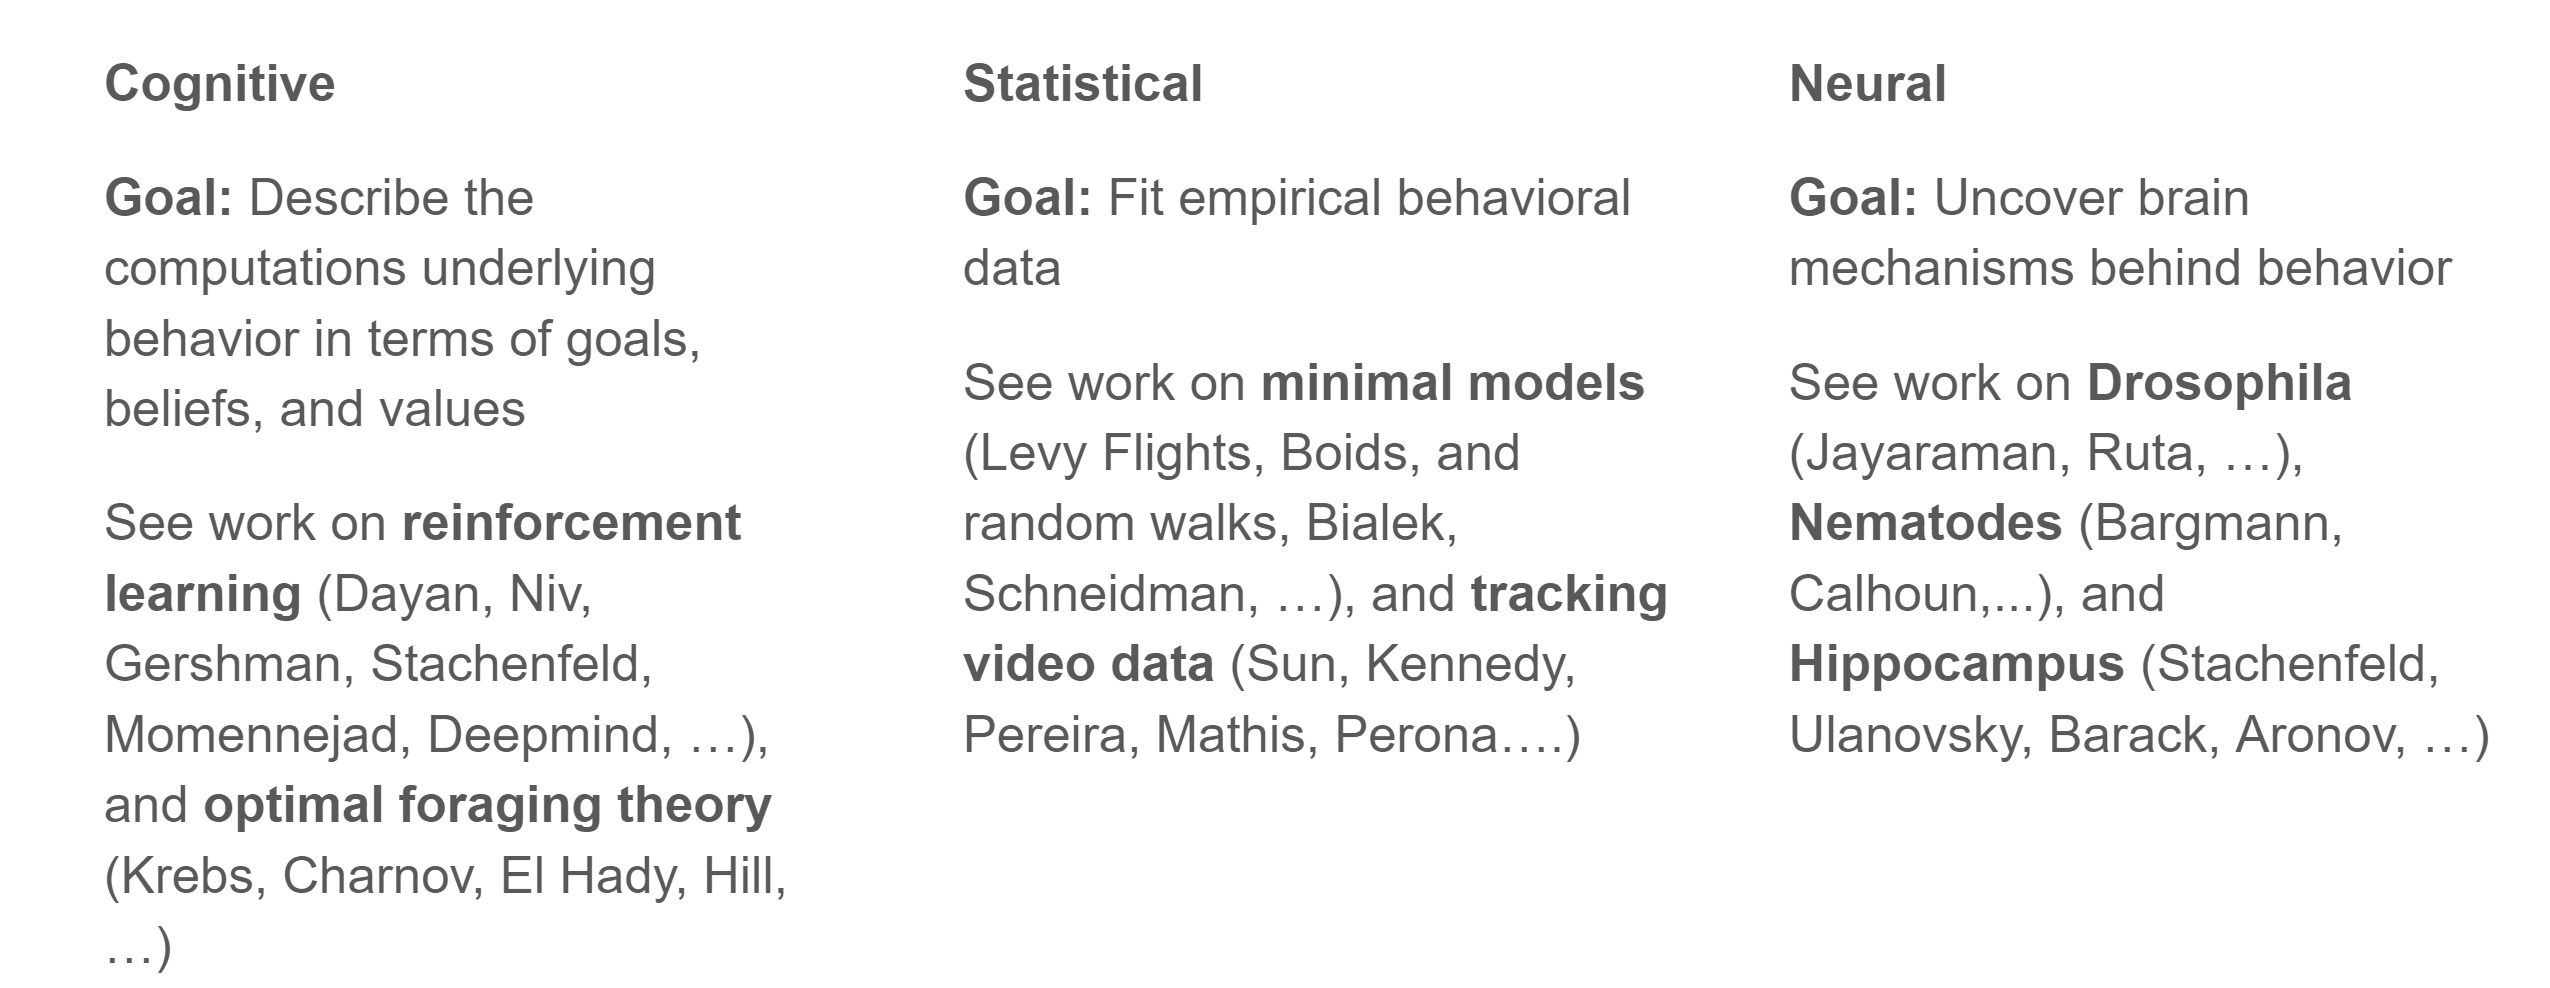 Cognitive
Goal: Describe the
computations underlying
behavior in terms of goals,
beliefs, and values
See work on reinforcement
learning (Dayan, Niv,
Gershman, Stachenfeld,
Momennejad, Deepmind, …),
and optimal foraging theory
(Krebs, Charnov, El Hady, Hill,
…)
Statistical
Goal: Fit empirical behavioral
data
See work on minimal models
(Levy Flights, Boids, and
random walks, Bialek,
Schneidman, …), and tracking
video data (Sun, Kennedy,
Pereira, Mathis, Perona….)
Neural
Goal: Uncover brain
mechanisms behind behavior
See work on Drosophila
(Jayaraman, Ruta, …),
Nematodes (Bargmann,
Calhoun,...), and
Hippocampus (Stachenfeld,
Ulanovsky, Barack, Aronov, …)